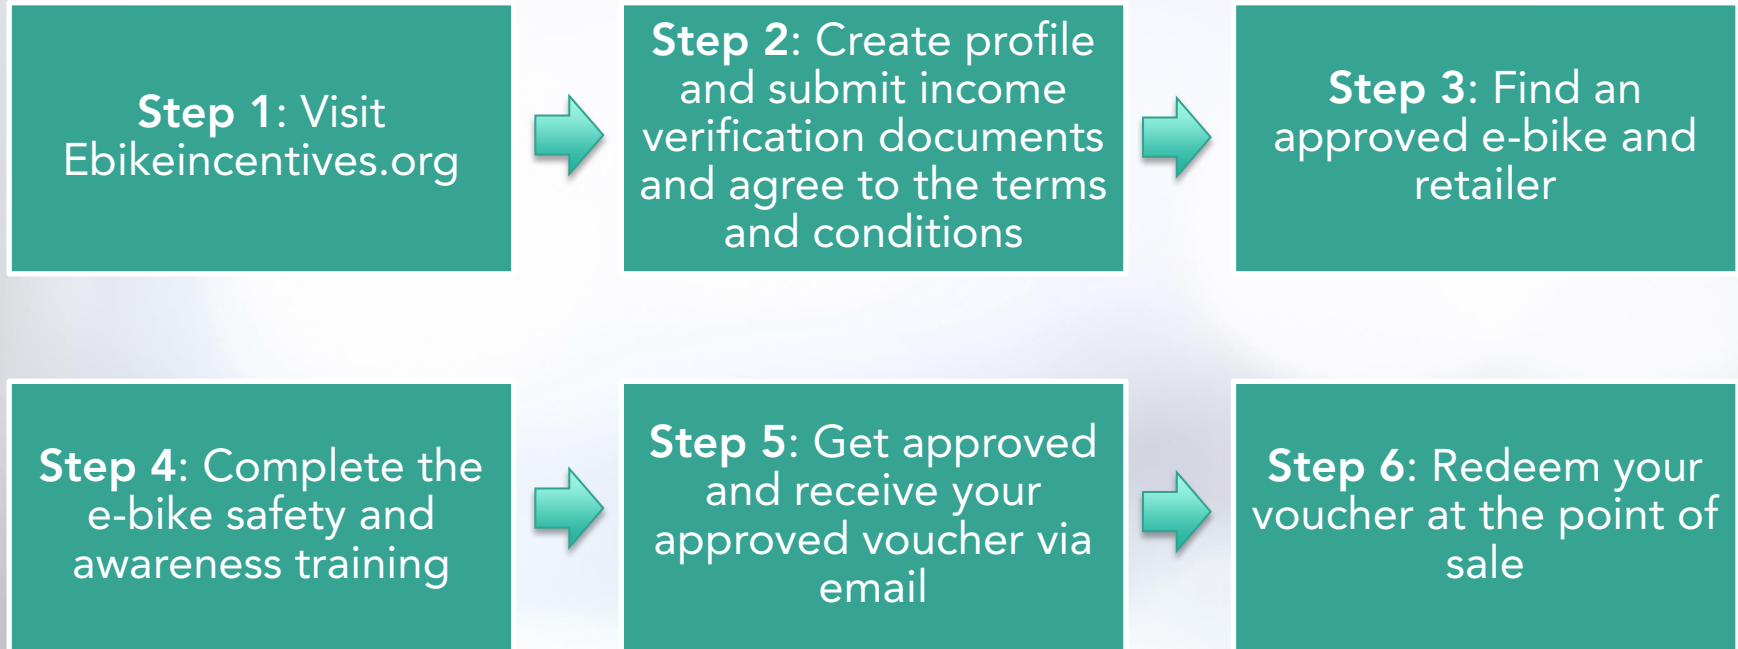 Step 1: Visit
Ebikeincentives.org
Step 2: Create profile
and submit income
verification documents
and agree to the terms
and conditions
Step 3: Find an
approved e-bike and
retailer
Step 4: Complete the
e-bike safety and
awareness training
Step 5: Get approved
and receive your
approved voucher via
email
Step 6: Redeem your
voucher at the point of
sale